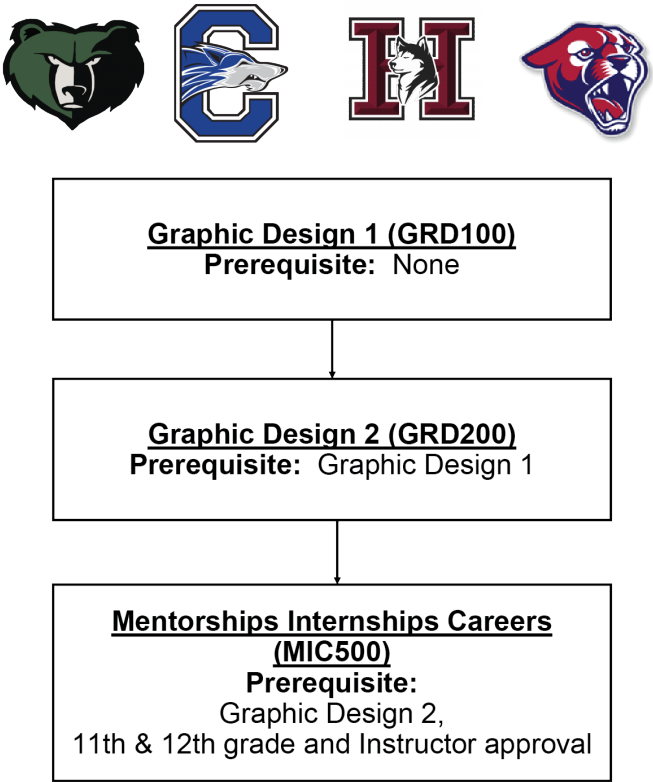 C
H
Graphic Design 1 (GRD100)
Prerequisite: None
Graphic Design 2 (GRD200)
Prerequisite: Graphic Design 1
Mentorships Internships Careers
(MIC500)
Prerequisite:
Graphic Design 2,
11th & 12th grade and Instructor approval